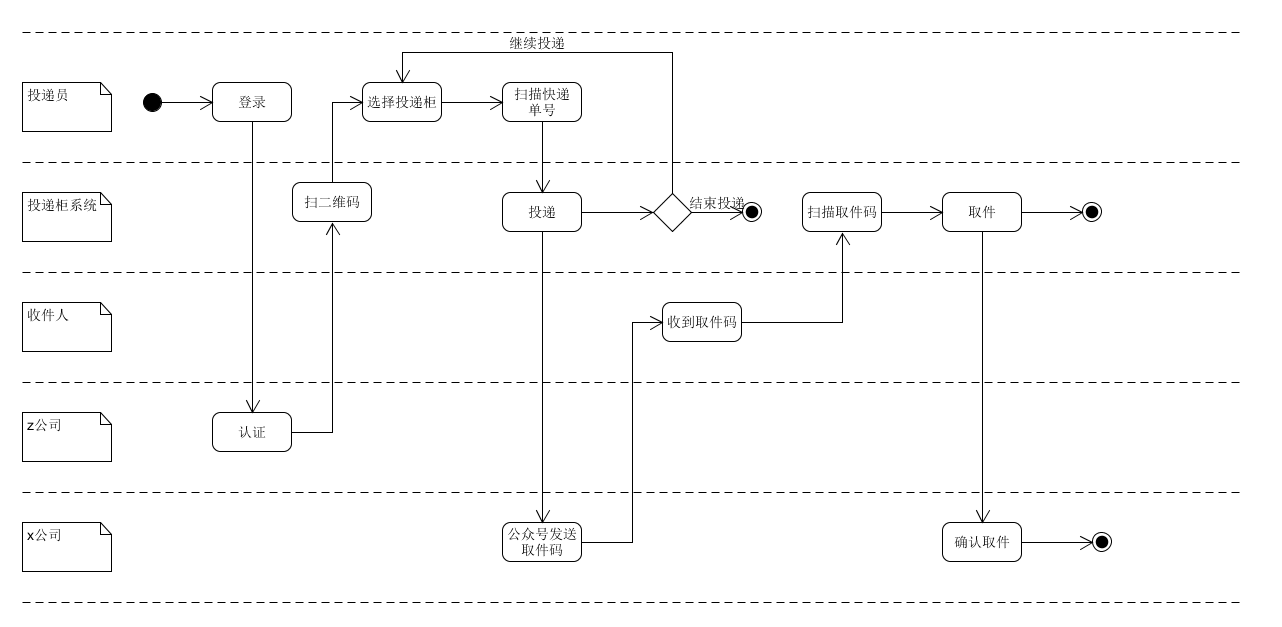 继续投递
投递员
登录
选择投递柜
扫描快递
单号
投递柜系统
扫二维码
投递
结束投递
扫描取件码
取件
收件人
收到取件码
z公司
认证
x公司
公众号发送
取件码
确认取件